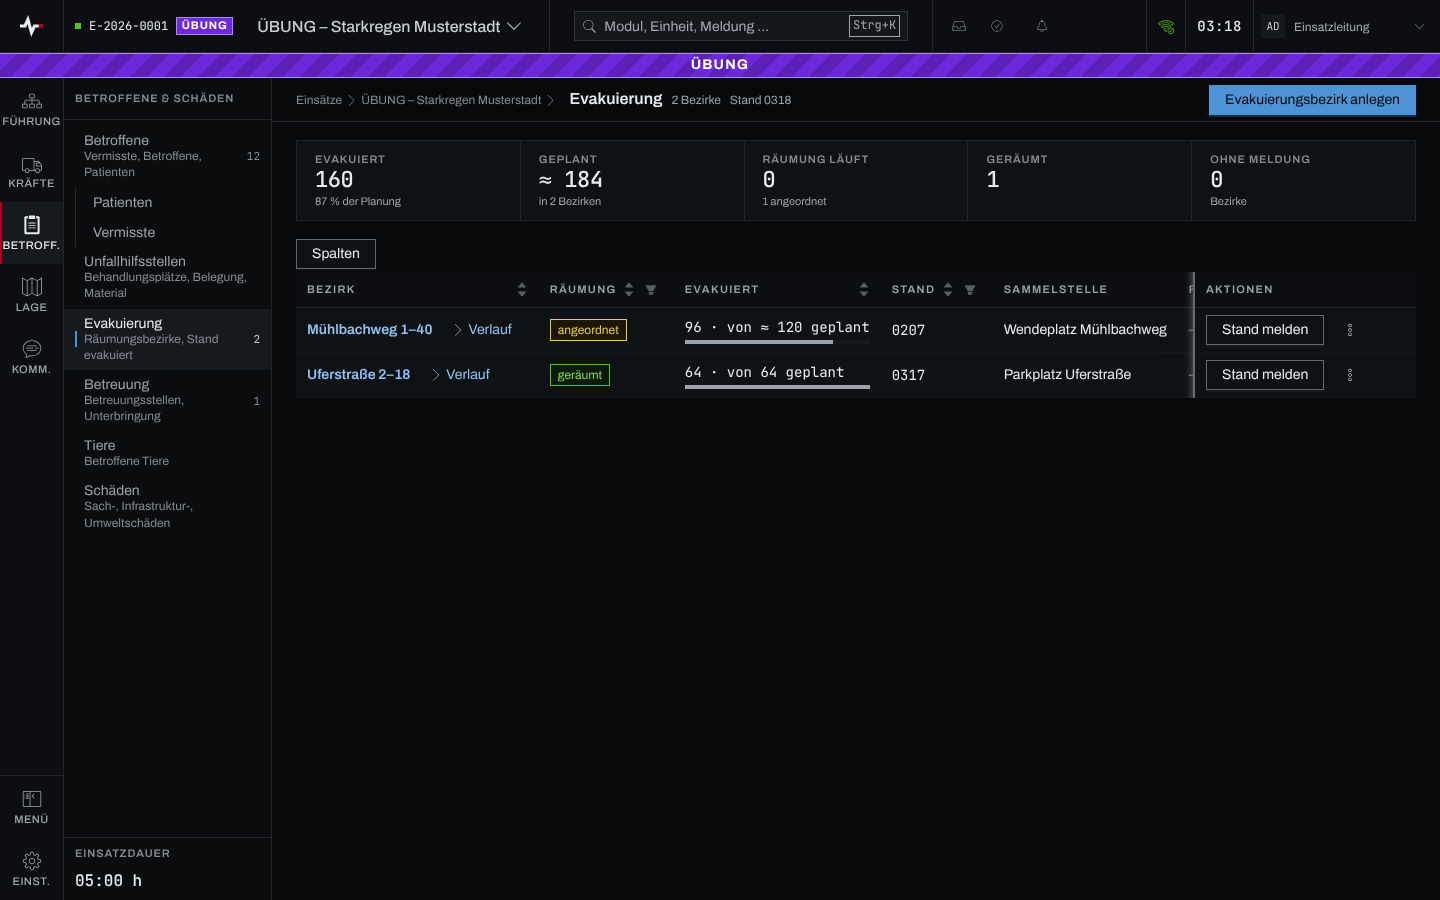 E-2026-0001 ÜBUNG ÜBUNG – Starkregen Musterstadt Modul, Einheit, Meldung ... Strg+K 03:18 AD Einsatzleitung
ÜBUNG
FÜHRUNG
KRÄFTE
BETROFF.
LAGE
KOMM.
MENÜ
EINST.
BETROFFENE & SCHÄDEN
Betroffene
Vermisste, Betroffene, Patienten
12
Patienten
Vermisste
Unfallhilfsstellen
Behandlungsplätze, Belegung,
Material
Evakuierung
Räumungsbezirke, Stand
evakuiert
2
Betreuung
Betreuungsstellen,
Unterbringung
1
Tiere
Betroffene Tiere
Schäden
Sach-, Infrastruktur-,
Umweltschäden
EINSATZDAUER
05:00 h
Einsätze ÜBUNG – Starkregen Musterstadt Evakuierung 2 Bezirke Stand 0318
Evakuierungsbezirk anlegen
EVAKUIERT
160
87 % der Planung
GEPLANT
≈ 184
in 2 Bezirken
RÄUMUNG LÄUFT
0
1 angeordnet
GERÄUMT
1
OHNE MELDUNG
0
Bezirke
Spalten
BEZIRK RÄUMUNG EVAKUIERT STAND SAMMELSTELLE AKTIONEN
Mühlbachweg 1–40 Verlauf angeordnet 96 · von ≈ 120 geplant 0207 Wendeplatz Mühlbachweg Stand melden
Uferstraße 2–18 Verlauf geräumt 64 · von 64 geplant 0317 Parkplatz Uferstraße Stand melden